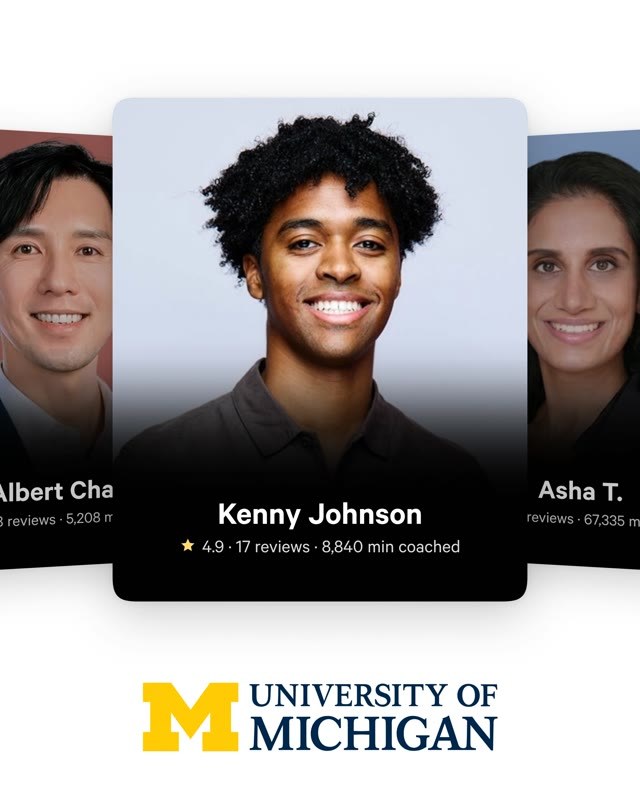 Albert Cha
reviews · 5,208 m
Kenny Johnson
4.9 · 17 reviews · 8,840 min coached
Asha T.
reviews · 67,335 m
M UNIVERSITY OF
MICHIGAN